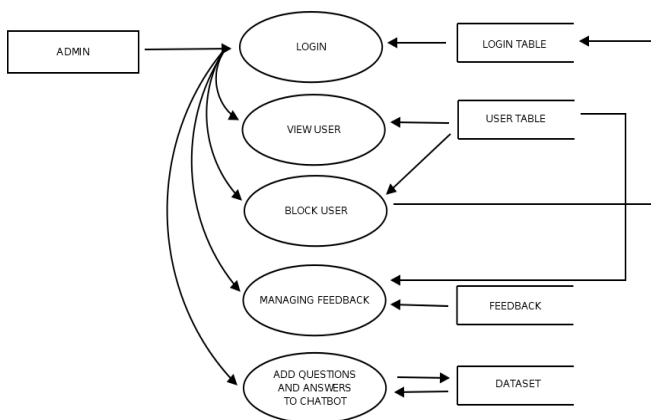 LOGIN
LOGIN TABLE
ADMIN
USER TABLE
VIEW USER
BLOCK USER
MANAGING FEEDBACK
FEEDBACK
ADD QUESTIONS
AND ANSWERS
TO CHATBOT
DATASET